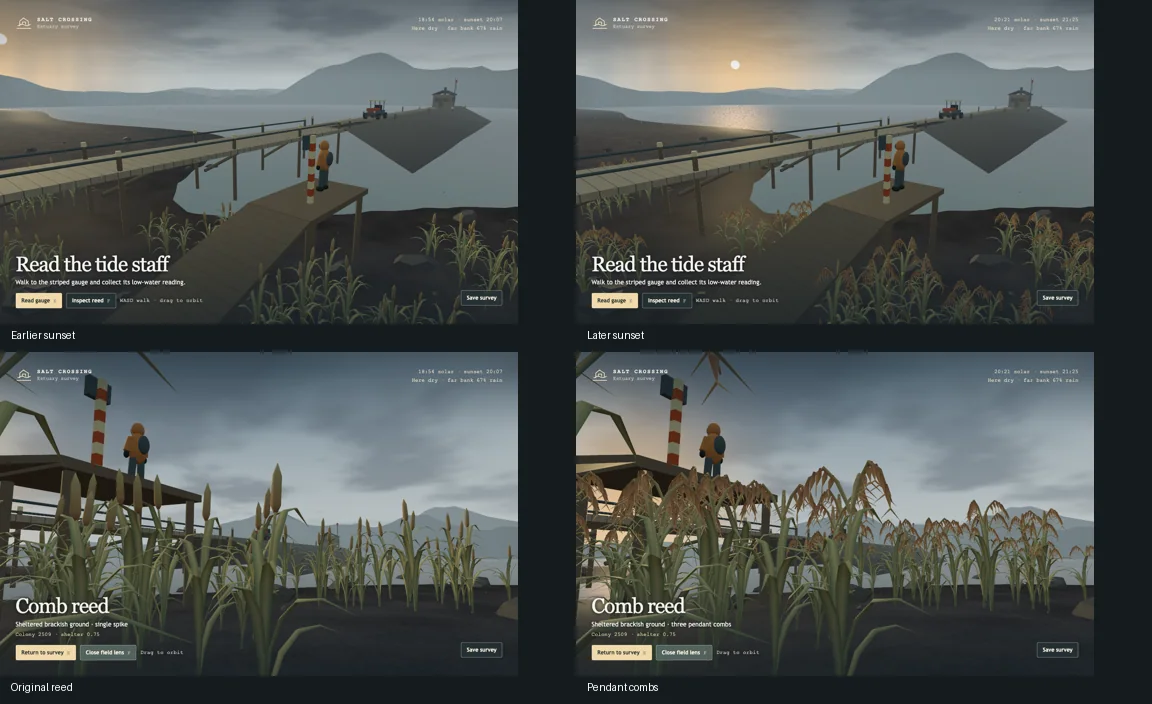 SALT CROSSING
Estuary survey
18:54 solar · sunset 20:07
Here dry · far bank 67% rain
Read the tide staff
Walk to the striped gauge and collect its low-water reading.
Read gauge E
Inspect reed F
WASD walk · drag to orbit
Save survey
Earlier sunset
SALT CROSSING
Estuary survey
20:21 solar · sunset 21:25
Here dry · far bank 67% rain
Read the tide staff
Walk to the striped gauge and collect its low-water reading.
Read gauge E
Inspect reed F
WASD walk · drag to orbit
Save survey
Later sunset
SALT CROSSING
Estuary survey
18:54 solar · sunset 20:07
Here dry · far bank 67% rain
Comb reed
Sheltered brackish ground · single spike
Colony 2509 · shelter 0.75
Return to survey
Close field lens F
Drag to orbit
Save survey
Original reed
SALT CROSSING
Estuary survey
20:21 solar · sunset 21:25
Here dry · far bank 67% rain
Comb reed
Sheltered brackish ground · three pendant combs
Colony 2509 · shelter 0.75
Return to survey
Close field lens F
Drag to orbit
Save survey
Pendant combs